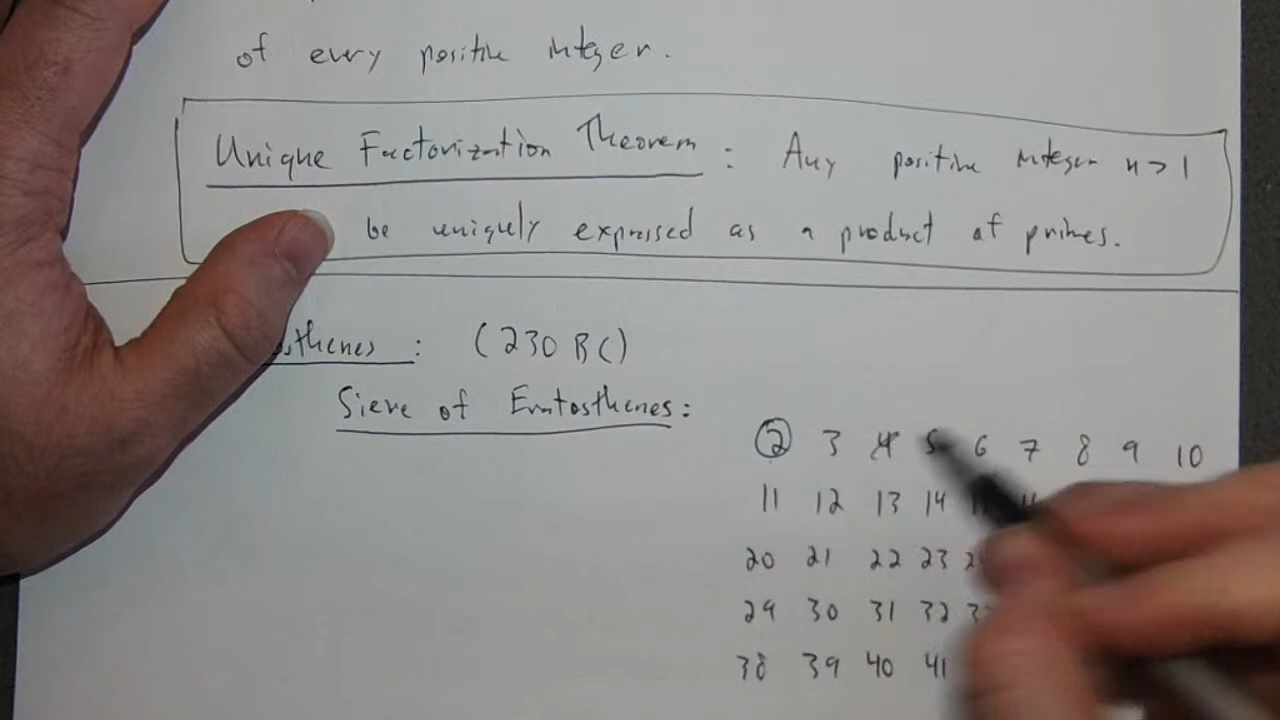 of every positive integer.
Unique Factorization Theorem : Any positive integer n > 1
be uniquely expressed as a product of primes.
osthenes : (230 BC)
Sieve of Eratosthenes:
2 3 4 5 6 7 8 9 10
11 12 13 14
20 21 22 23
29 30 31 32
38 39 40 41